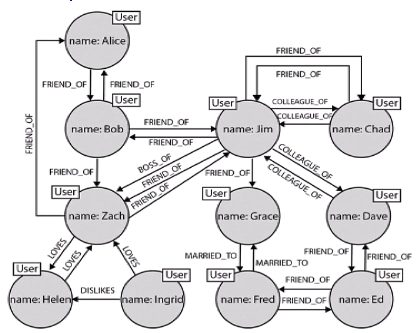 User
name: Alice
FRIEND_OF
FRIEND_OF
FRIEND_OF
User
name: Bob
FRIEND_OF
FRIEND_OF
User
name: Jim
FRIEND_OF
FRIEND_OF
COLLEAGUE_OF
COLLEAGUE_OF
User
name: Chad
FRIEND_OF
BOSS_OF
FRIEND_OF
FRIEND_OF
FRIEND_OF
COLLEAGUE_OF
COLLEAGUE_OF
User
name: Zach
User
name: Grace
User
name: Dave
LOVES
LOVES
LOVES
MARRIED_TO
MARRIED_TO
FRIEND_OF
FRIEND_OF
User
name: Helen
DISLIKES
User
name: Ingrid
User
name: Fred
FRIEND_OF
FRIEND_OF
User
name: Ed